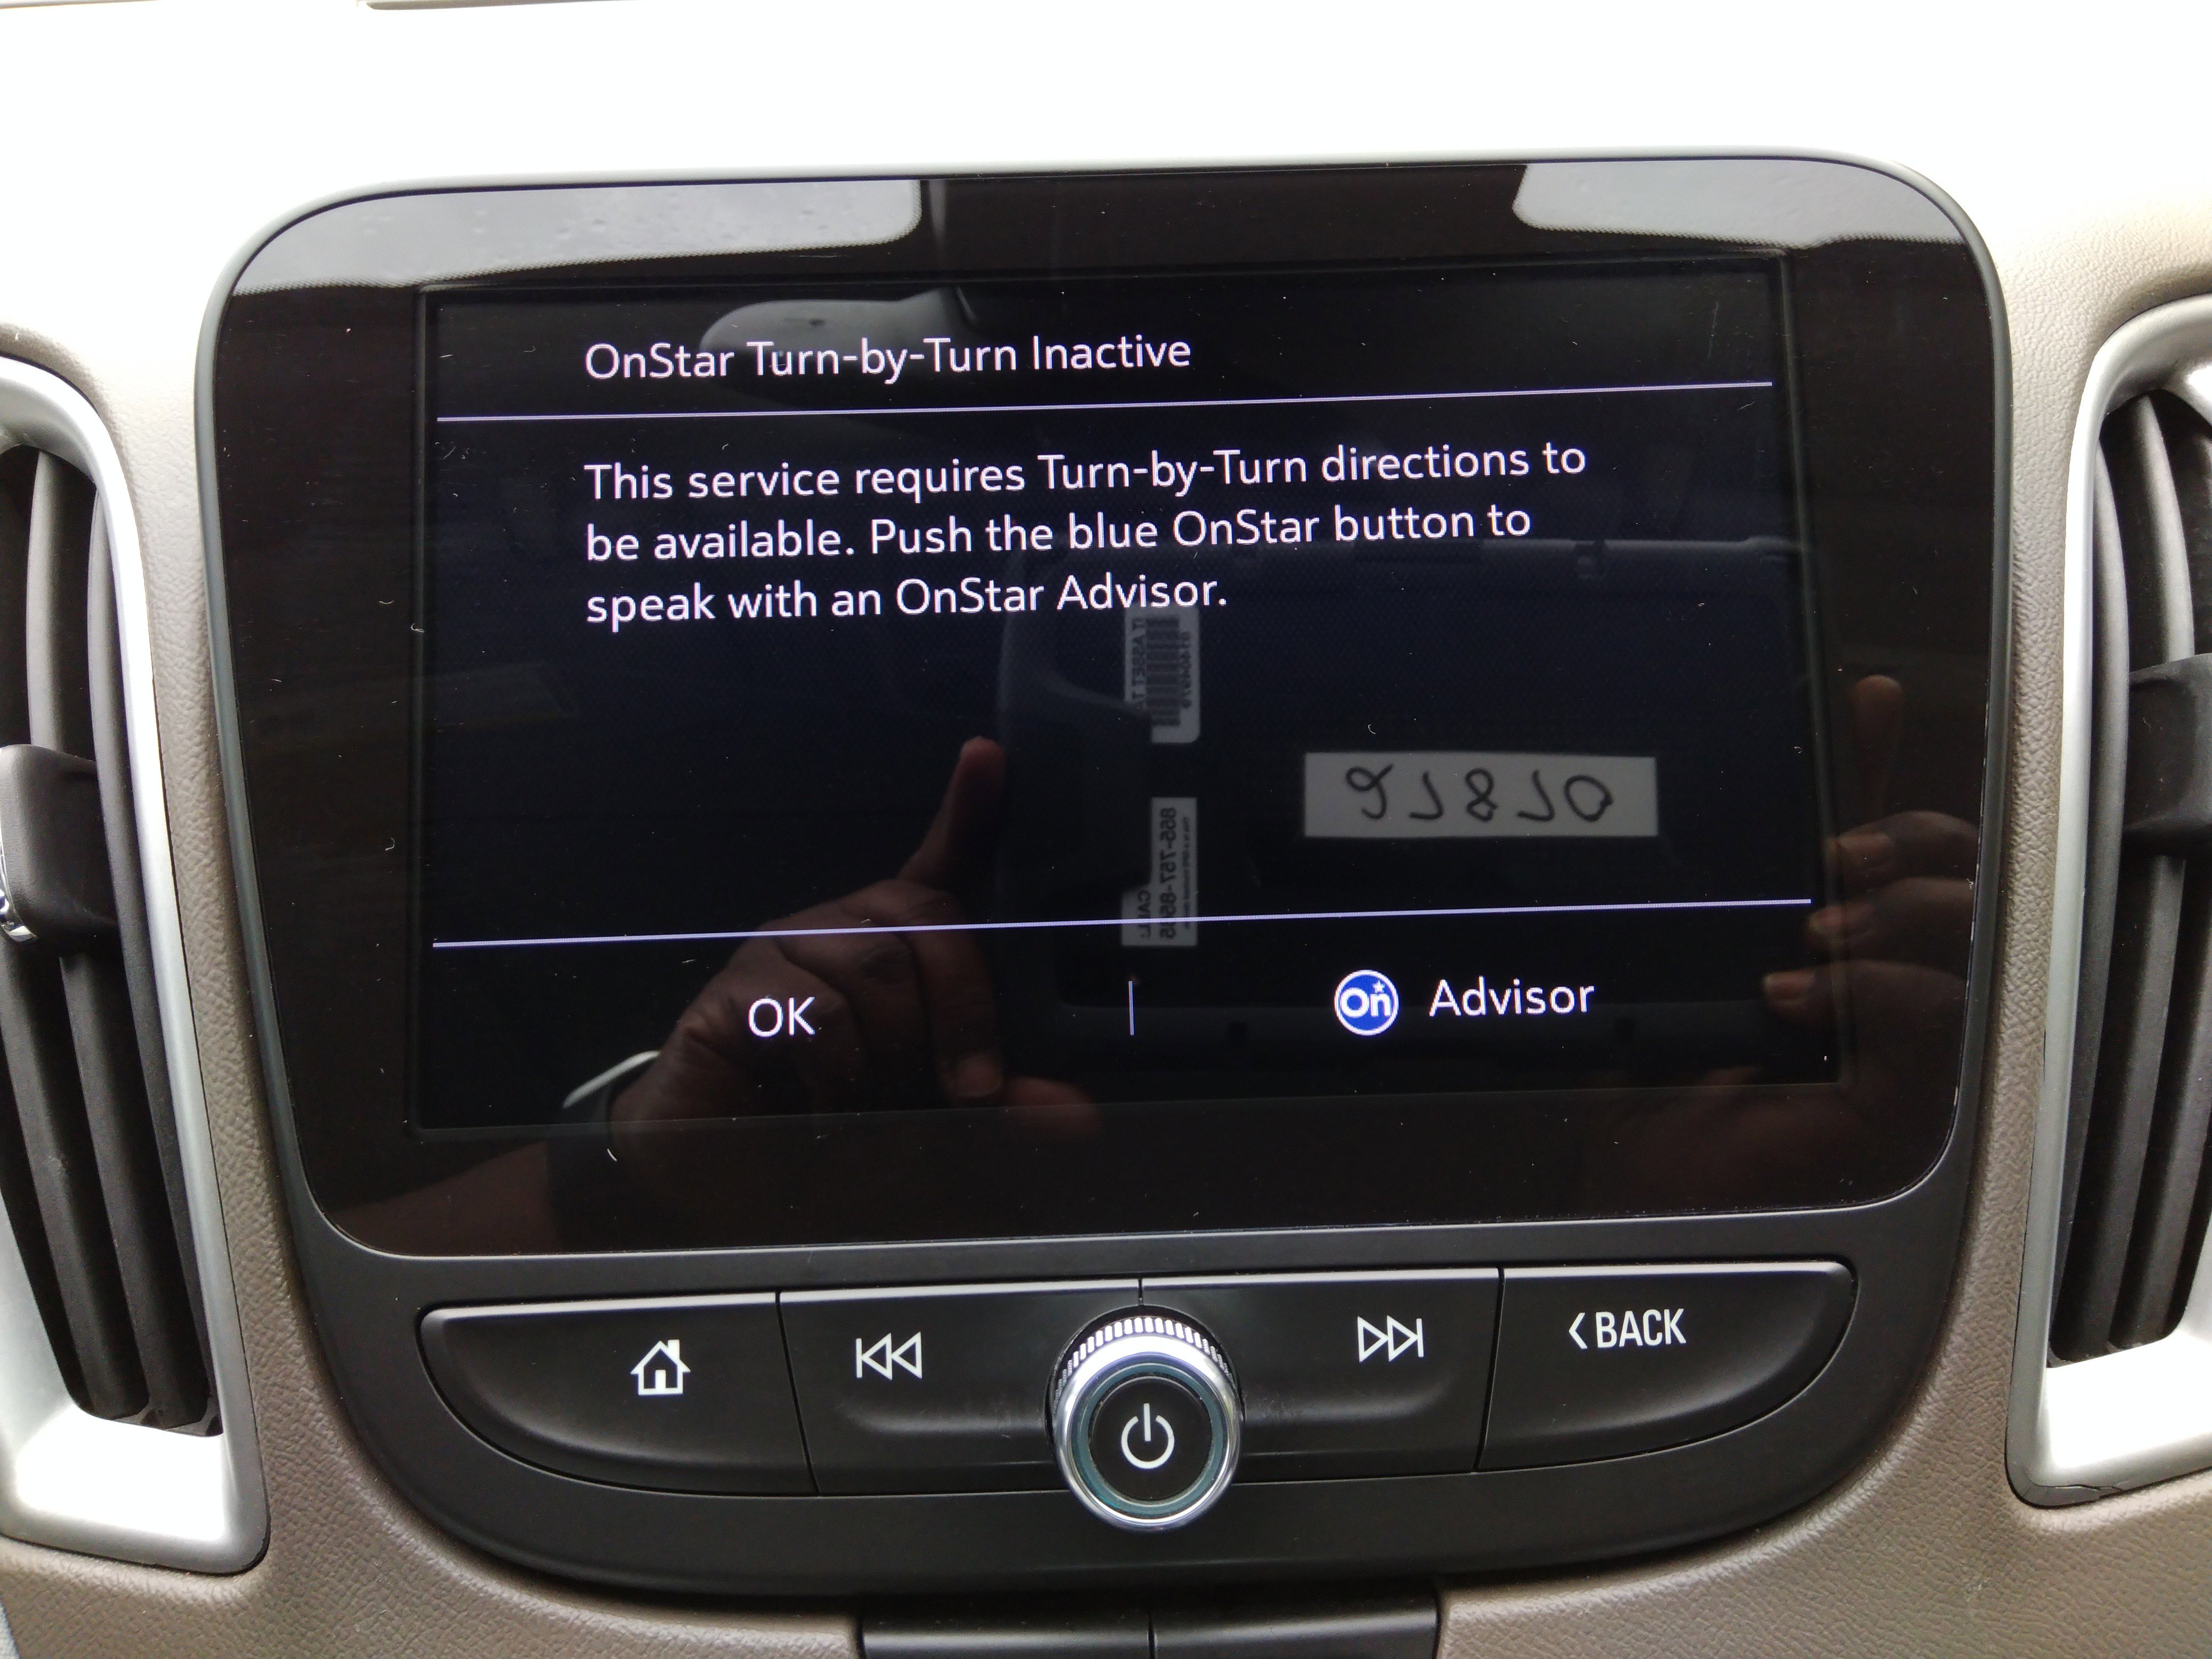 OnStar Turn-by-Turn Inactive
This service requires Turn-by-Turn directions to
be available. Push the blue OnStar button to
speak with an OnStar Advisor.
OK
On Advisor
BACK